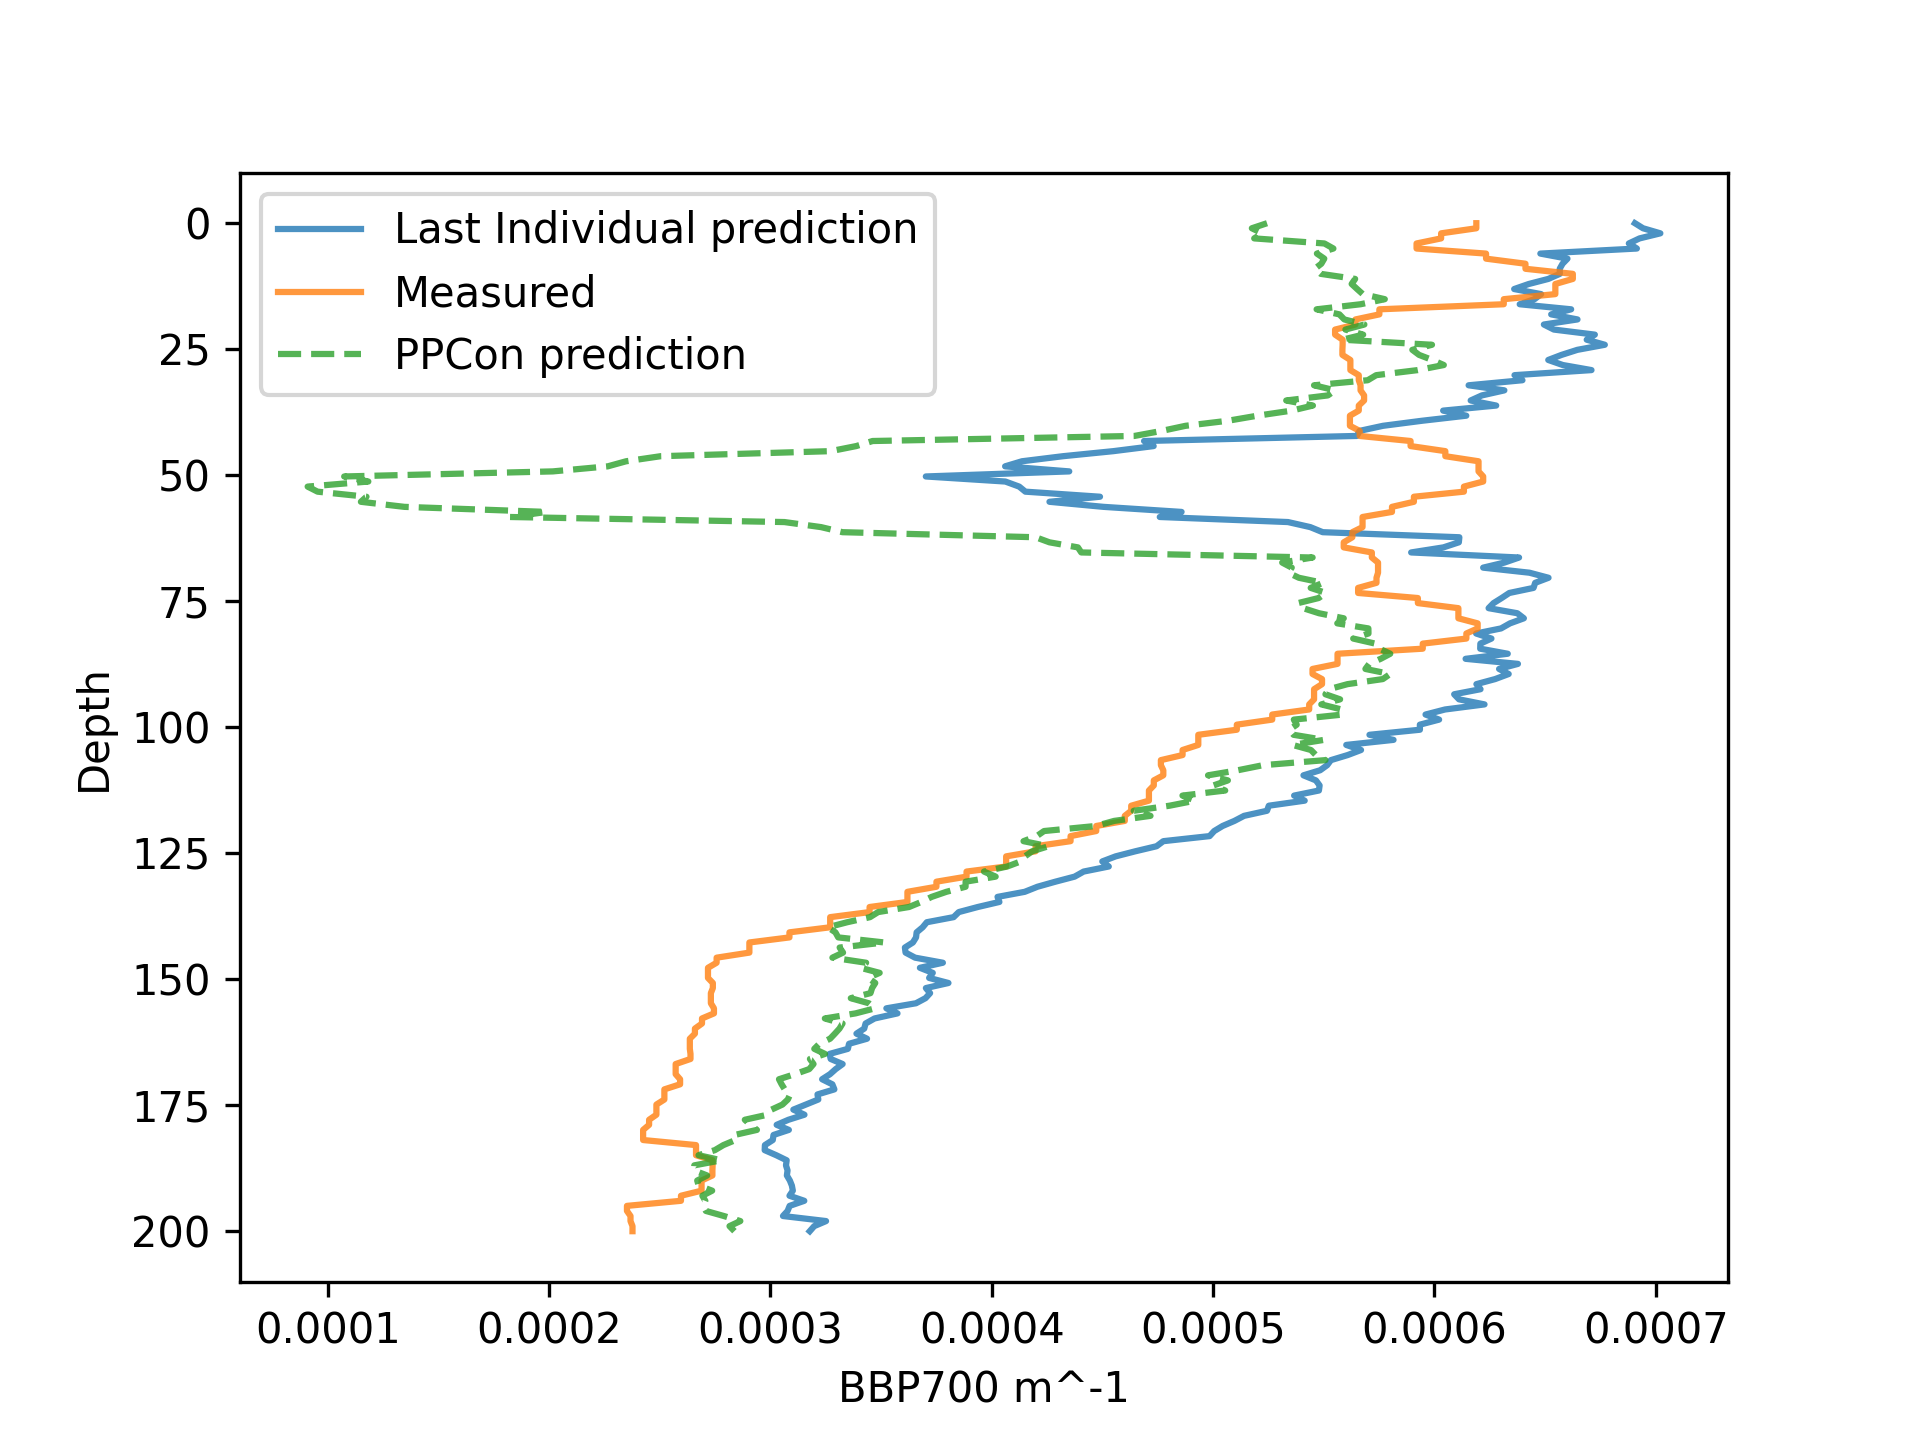 Last Individual prediction
Measured
PPCon prediction
0
25
50
75
100
125
150
175
200
Depth
0.0001 0.0002 0.0003 0.0004 0.0005 0.0006 0.0007
BBP700 m^-1